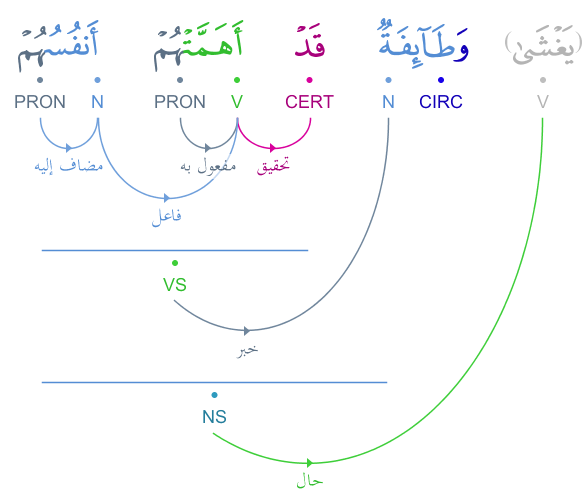 (يَغْشَىٰ) وَطَآئِفَةٌ قَدْ أَهَمَّتْهُمْ أَنفُسُهُمْ
V CIRC N CERT V PRON N PRON
تحقيق مفعول به مضاف إليه
فاعل
VS
خبر
NS
حال